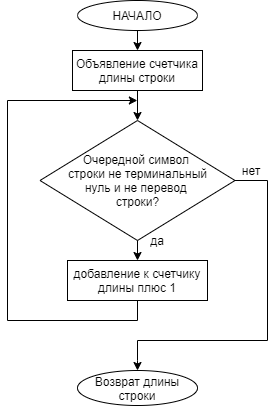 НАЧАЛО
Объявление счетчика
длины строки
Очередной символ
строки не терминальный
нуль и не перевод
строки?
нет
да
добавление к счетчику
длины плюс 1
Возврат длины
строки